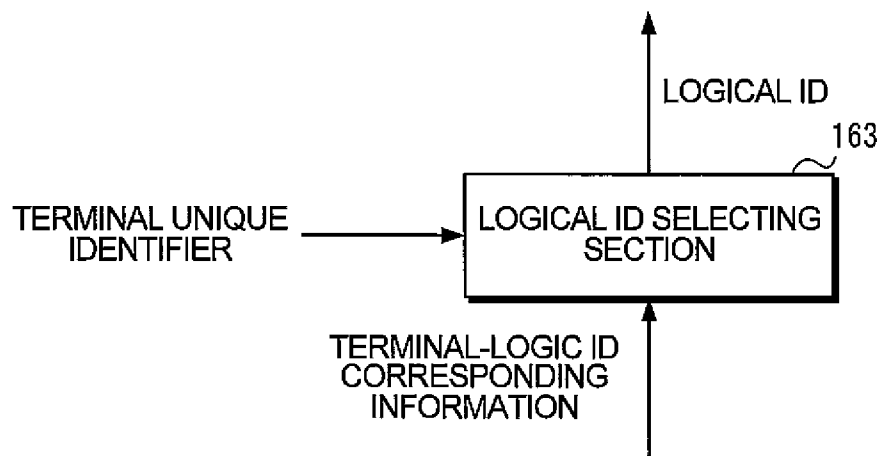 LOGICAL ID
163
TERMINAL UNIQUE
IDENTIFIER
LOGICAL ID SELECTING
SECTION
TERMINAL-LOGIC ID
CORRESPONDING
INFORMATION